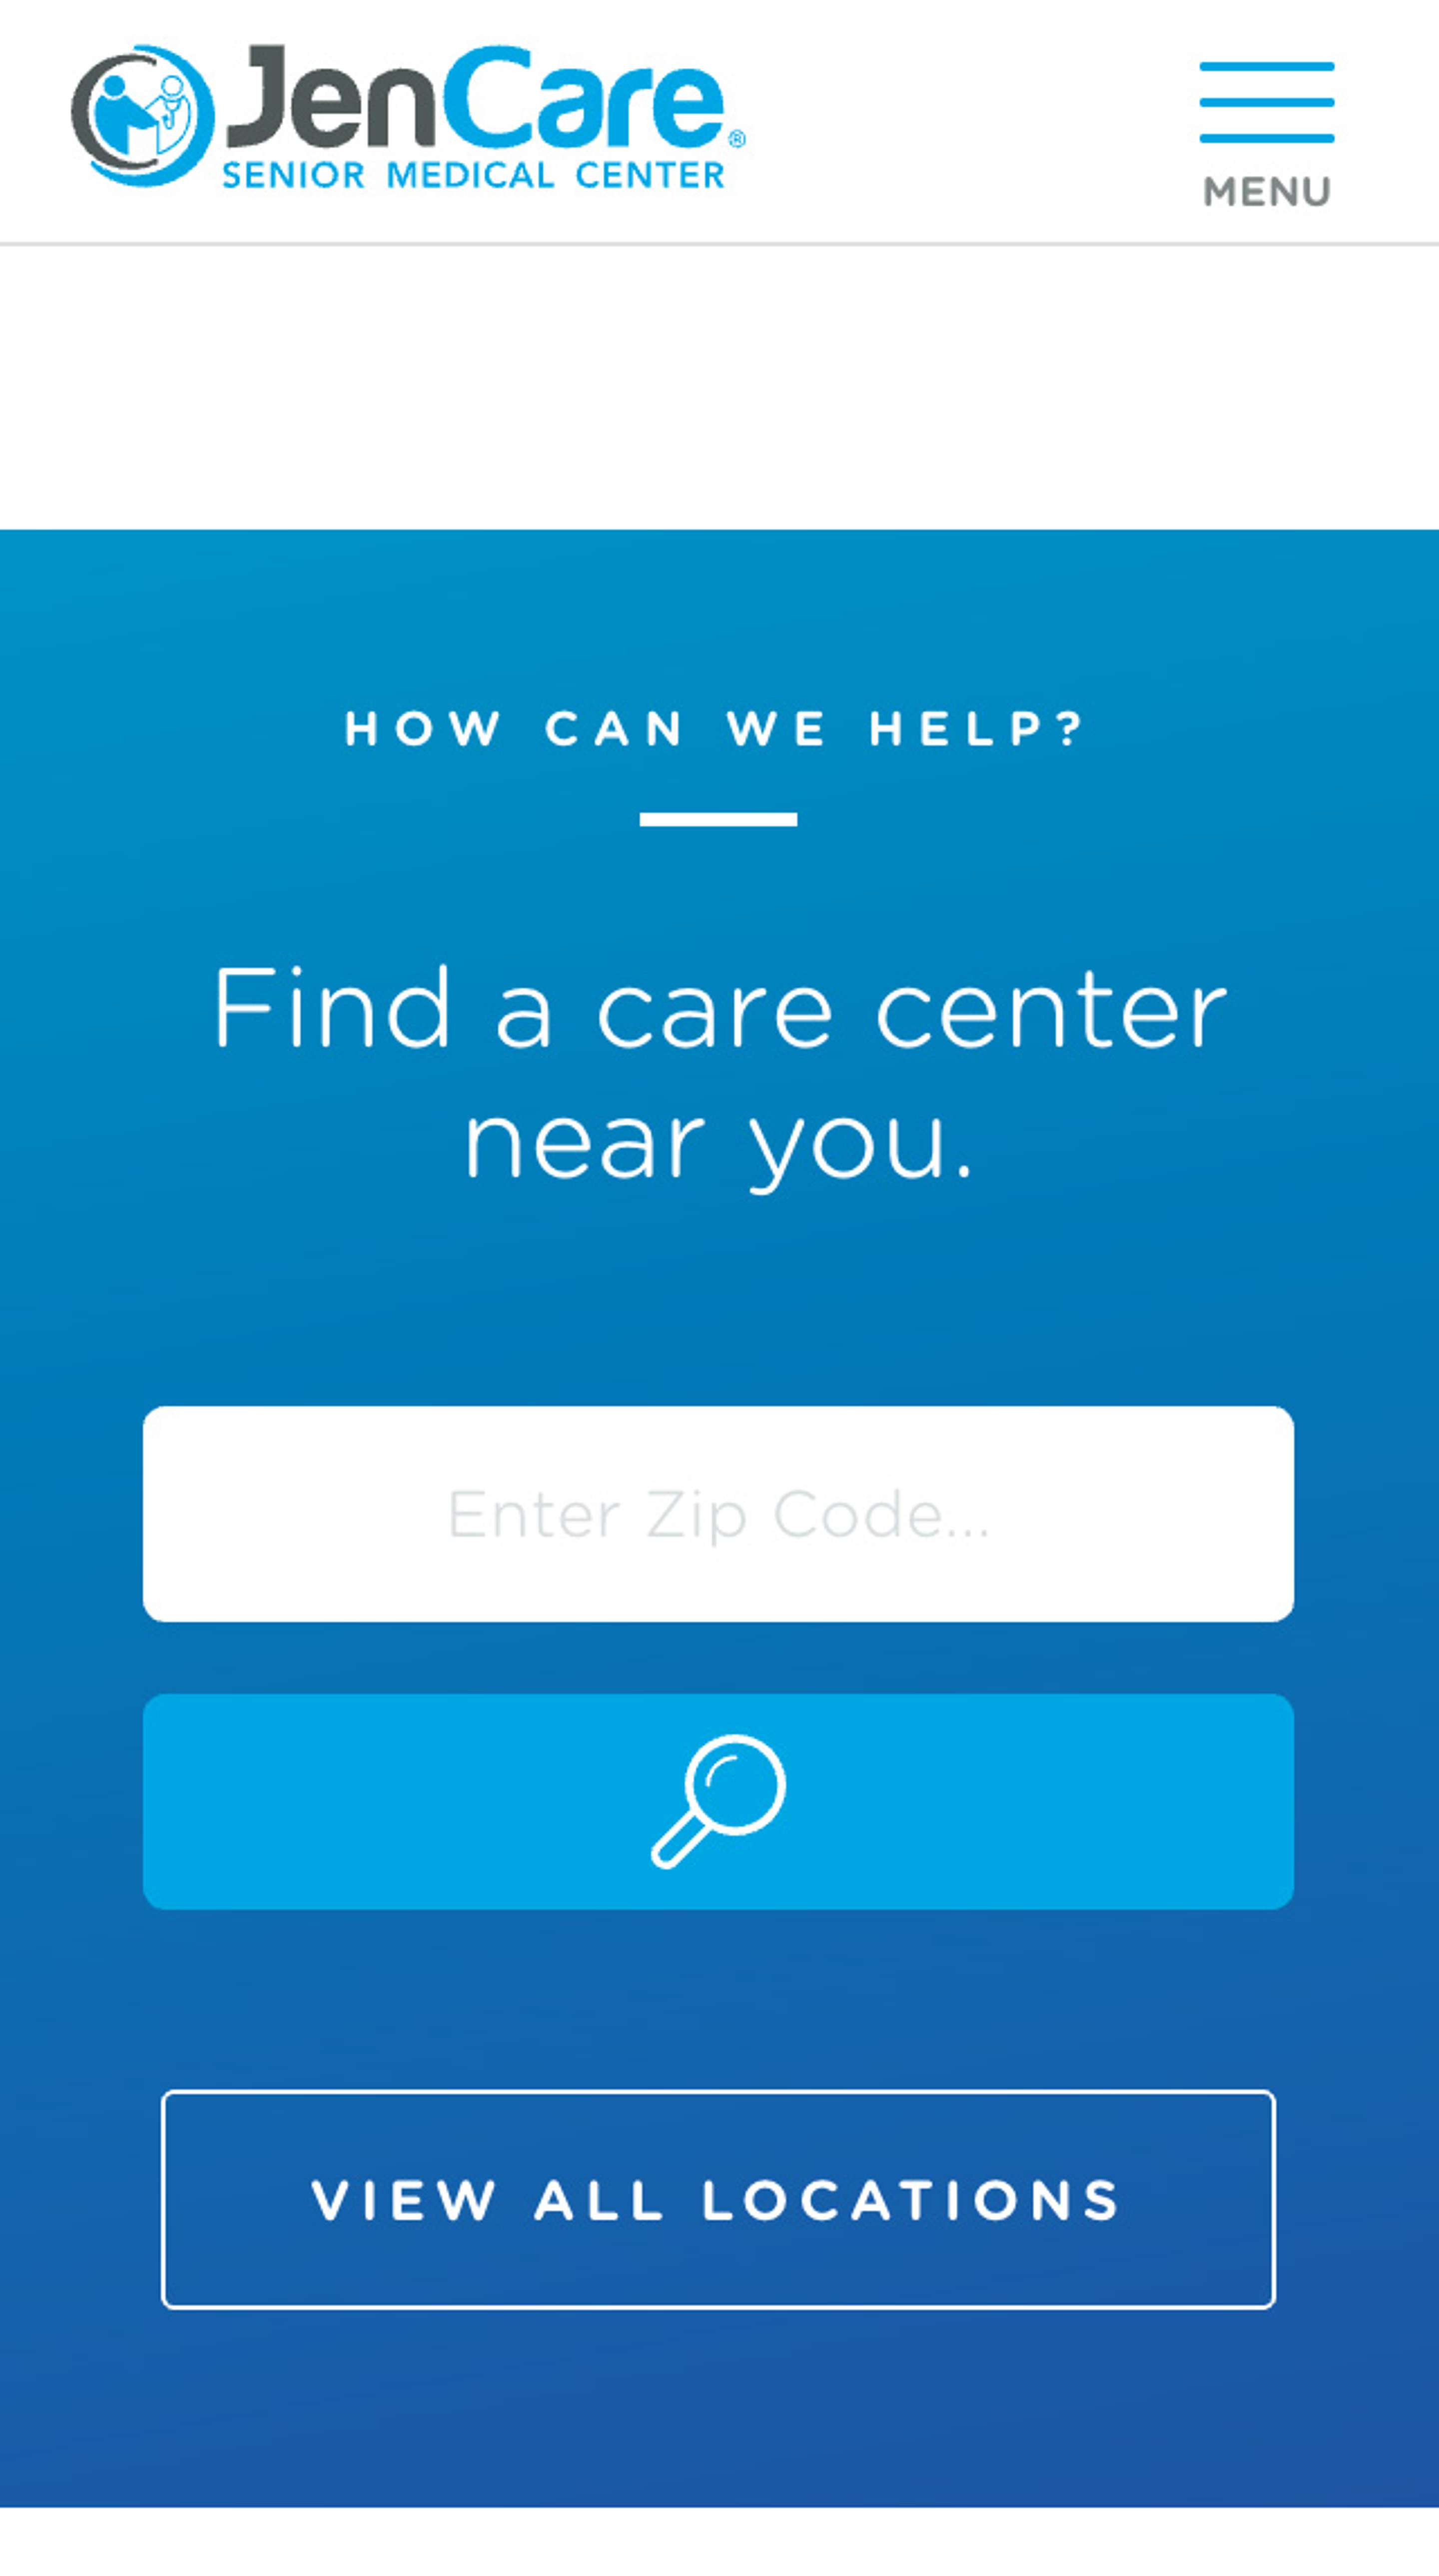 JenCare®
SENIOR MEDICAL CENTER
MENU
HOW CAN WE HELP?
Find a care center
near you.
Enter Zip Code...
VIEW ALL LOCATIONS